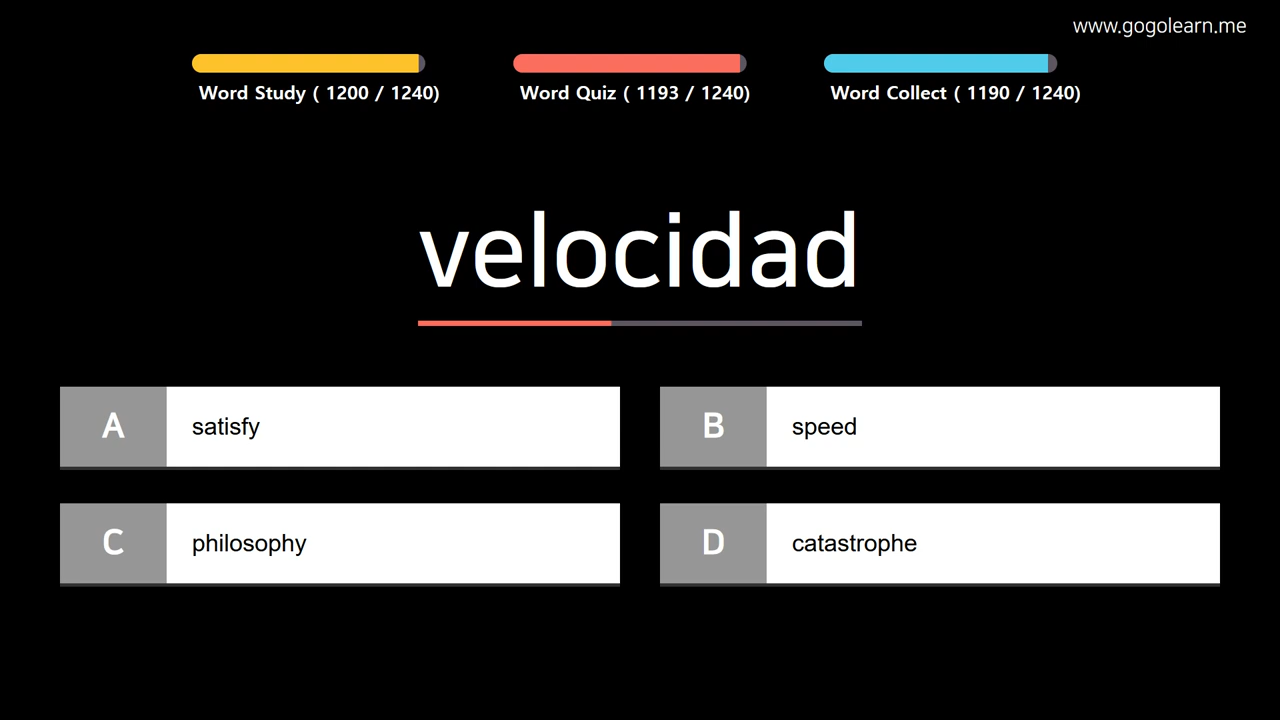 www.gogolearn.me
Word Study ( 1200 / 1240)
Word Quiz ( 1193 / 1240)
Word Collect ( 1190 / 1240)
velocidad
A satisfy
B speed
C philosophy
D catastrophe